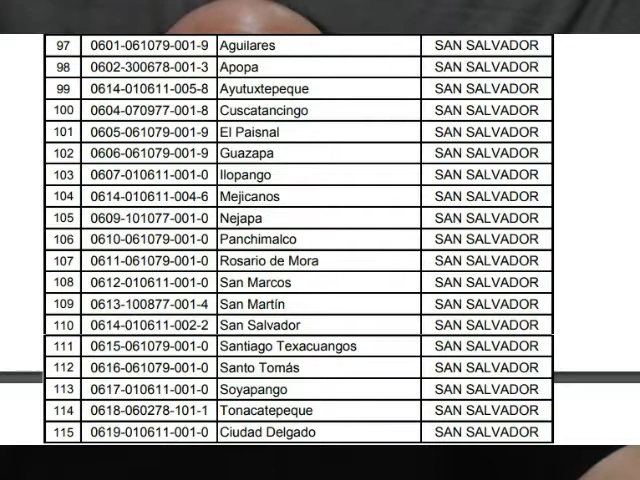 97 0601-061079-001-9 Aguilares SAN SALVADOR
98 0602-300678-001-3 Apopa SAN SALVADOR
99 0614-010611-005-8 Ayutuxtepeque SAN SALVADOR
100 0604-070977-001-8 Cuscatancingo SAN SALVADOR
101 0605-061079-001-9 El Paisnal SAN SALVADOR
102 0606-061079-001-9 Guazapa SAN SALVADOR
103 0607-010611-001-0 Ilopango SAN SALVADOR
104 0614-010611-004-6 Mejicanos SAN SALVADOR
105 0609-101077-001-0 Nejapa SAN SALVADOR
106 0610-061079-001-0 Panchimalco SAN SALVADOR
107 0611-061079-001-0 Rosario de Mora SAN SALVADOR
108 0612-010611-001-0 San Marcos SAN SALVADOR
109 0613-100877-001-4 San Martín SAN SALVADOR
110 0614-010611-002-2 San Salvador SAN SALVADOR
111 0615-061079-001-0 Santiago Texacuangos SAN SALVADOR
112 0616-061079-001-0 Santo Tomás SAN SALVADOR
113 0617-010611-001-0 Soyapango SAN SALVADOR
114 0618-060278-101-1 Tonacatepeque SAN SALVADOR
115 0619-010611-001-0 Ciudad Delgado SAN SALVADOR